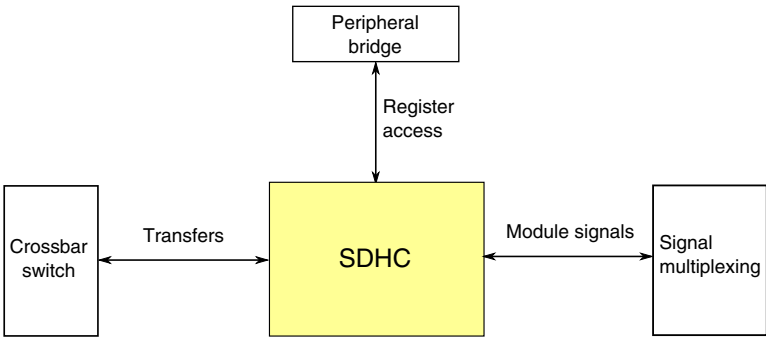 Peripheral
bridge
Register
access
Crossbar
switch
Transfers
SDHC
Module signals
Signal
multiplexing